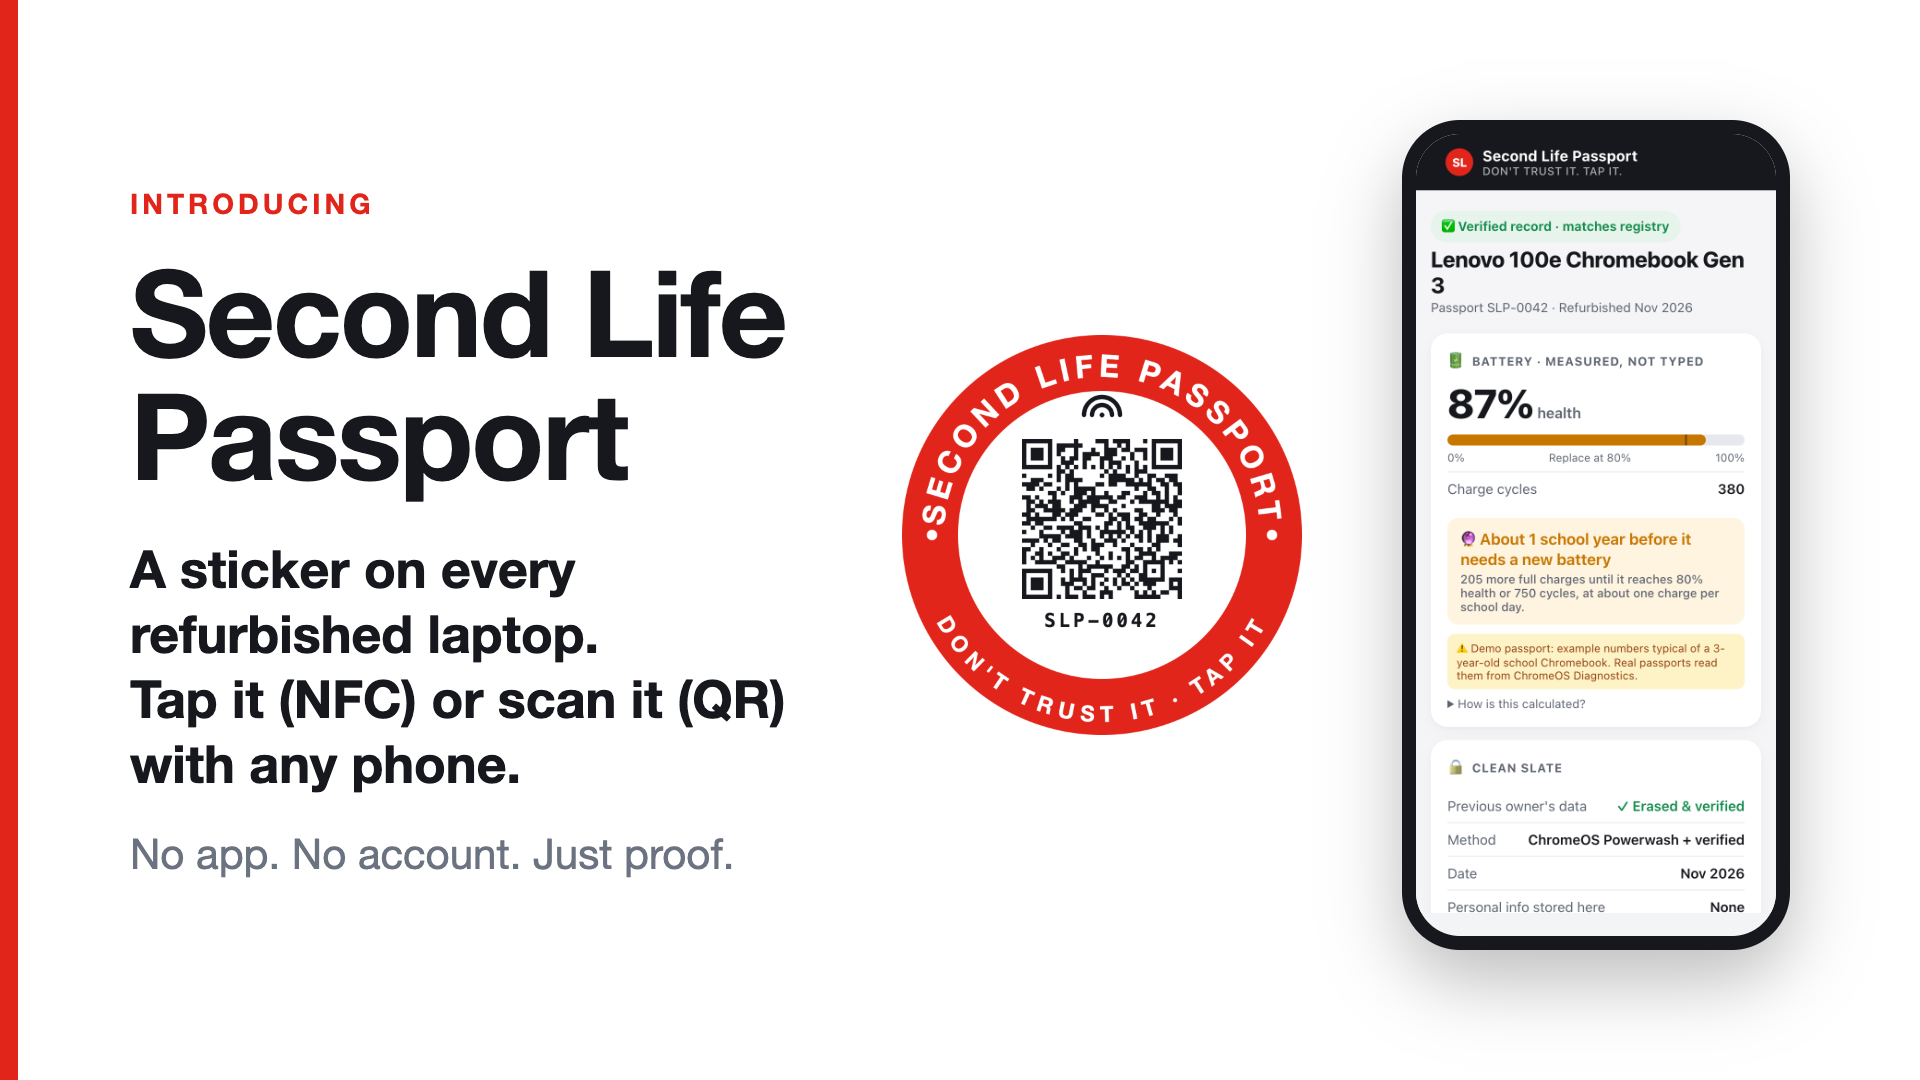 INTRODUCING
Second Life
Passport
A sticker on every
refurbished laptop.
Tap it (NFC) or scan it (QR)
with any phone.
No app. No account. Just proof.
•SECOND LIFE PASSPORT•
SLP-0042
DON'T TRUST IT · TAP IT
SL
Second Life Passport
DON'T TRUST IT. TAP IT.
✅ Verified record · matches registry
Lenovo 100e Chromebook Gen
3
Passport SLP-0042 · Refurbished Nov 2026
🔋 BATTERY · MEASURED, NOT TYPED
87% health
0% Replace at 80% 100%
Charge cycles 380
🔮 About 1 school year before it
needs a new battery
205 more full charges until it reaches 80%
health or 750 cycles, at about one charge per
school day.
⚠️ Demo passport: example numbers typical of a 3-
year-old school Chromebook. Real passports read
them from ChromeOS Diagnostics.
▶ How is this calculated?
🔒 CLEAN SLATE
Previous owner's data ✓ Erased & verified
Method ChromeOS Powerwash + verified
Date Nov 2026
Personal info stored here None